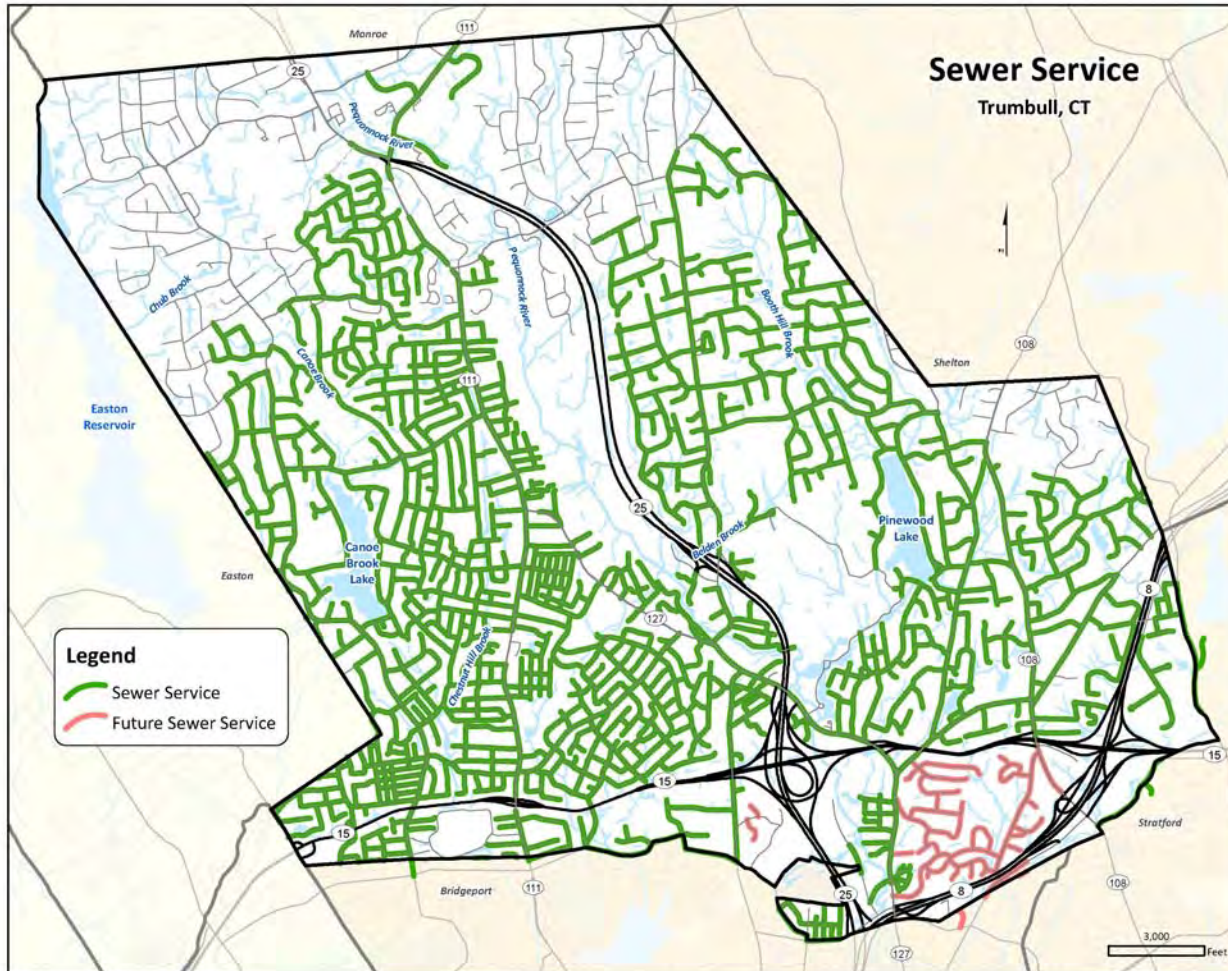 Sewer Service
Trumbull, CT
Monroe
111
25
Pequonnock River
Pequonnock River
Chub Brook
Canoe Brook
111
Booth Hill Brook
Shelton
108
Easton
Reservoir
25
Belden Brook
Pinewood
Lake
Canoe
Brook
Lake
Easton
127
8
108
Chestnut Hill Brook
Legend
Sewer Service
Future Sewer Service
15
15
15
Stratford
Bridgeport
111
25
8
108
127
3,000
Feet